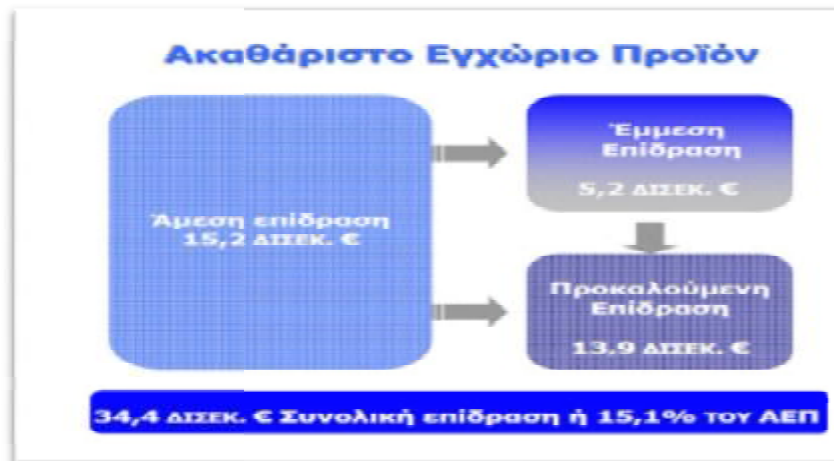 Ακαθάριστο Εγχώριο Προϊόν
Άμεση επίδραση
15,2 ΔΙΣΕΚ. €
Έμμεση
Επίδραση
5,2 ΔΙΣΕΚ. €
Προκαλούμενη
Επίδραση
13,9 ΔΙΣΕΚ. €
34,4 ΔΙΣΕΚ. € Συνολική επίδραση ή 15,1% ΤΟΥ ΑΕΠ